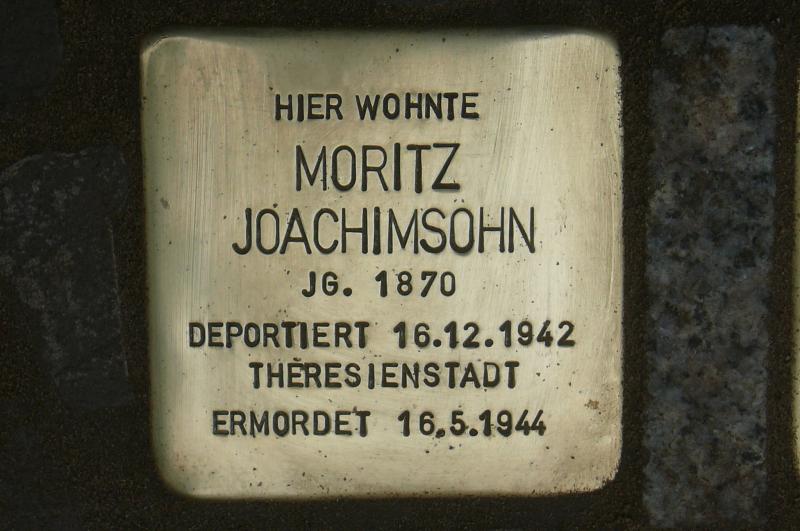 HIER WOHNTE
MORITZ
JOACHIMSOHN
JG. 1870
DEPORTIERT 16.12.1942
THERESIENSTADT
ERMORDET 16.5.1944